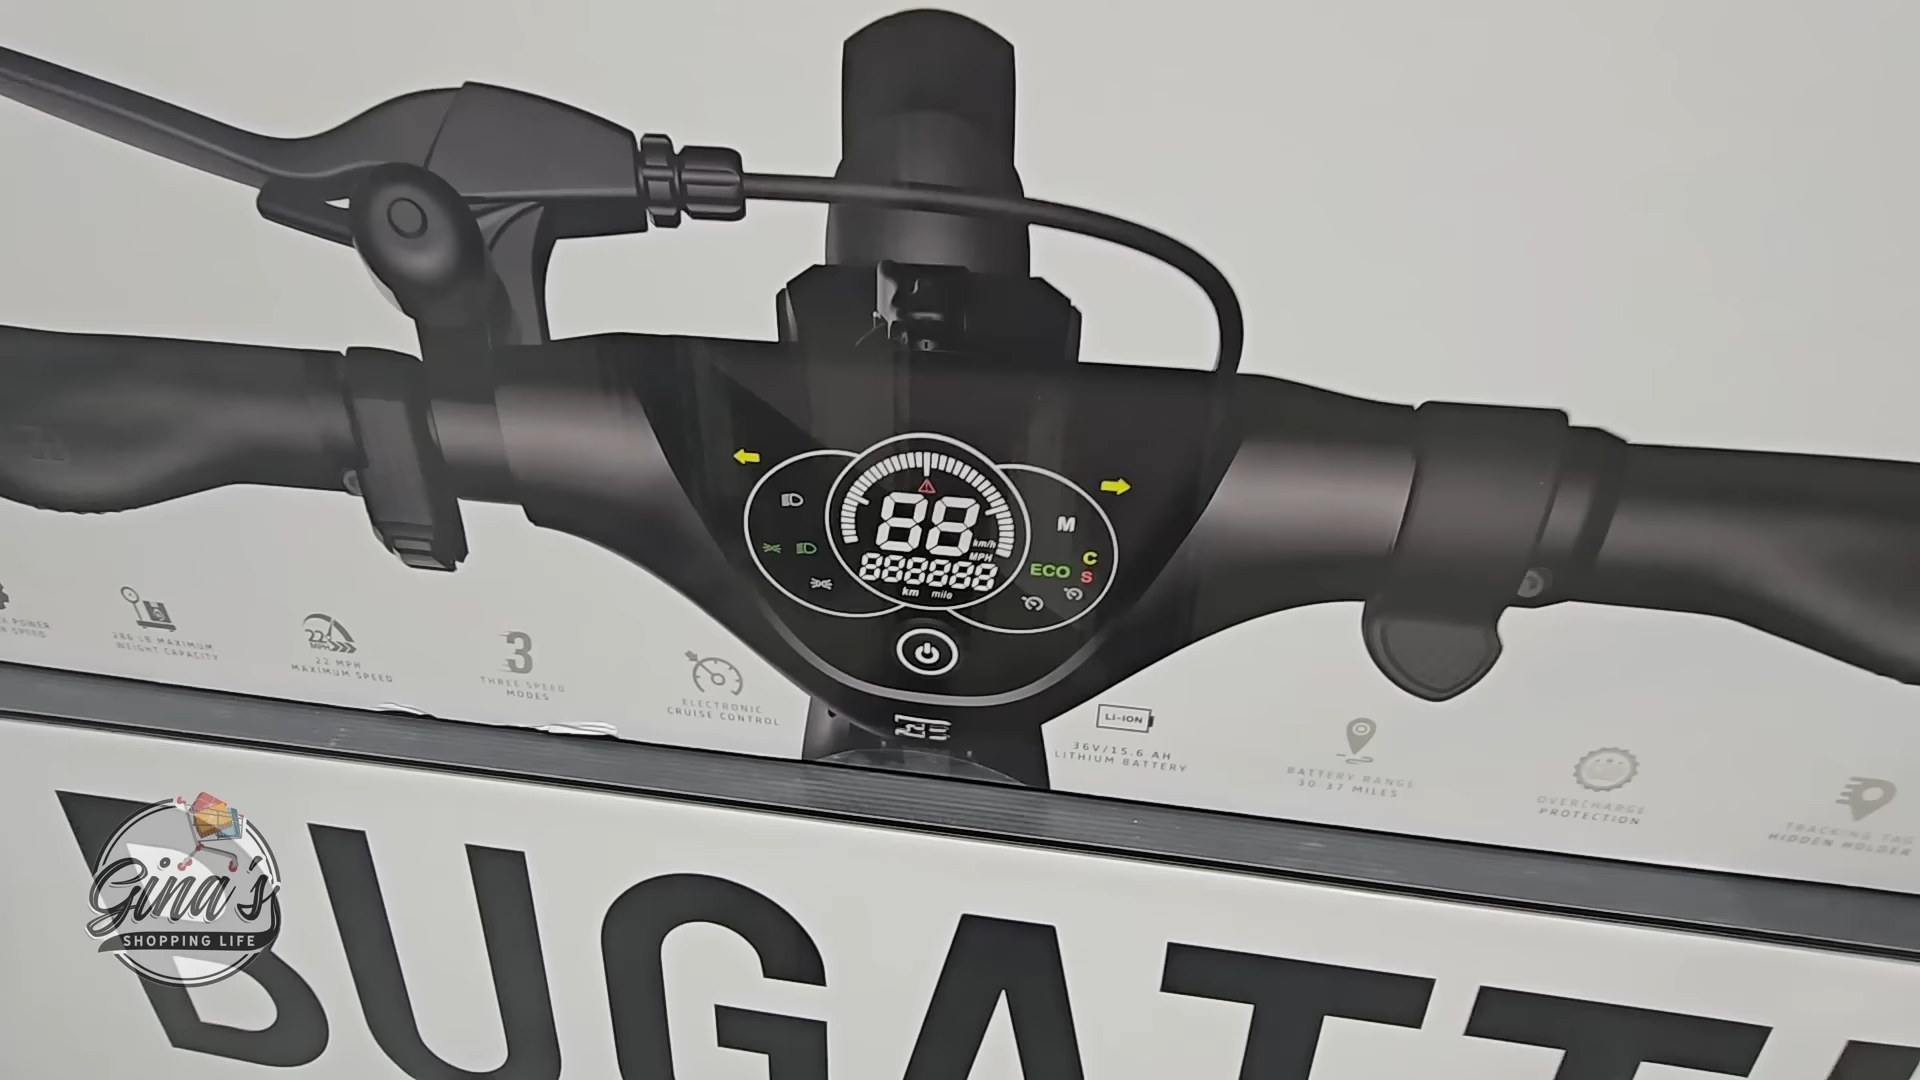 88
km/h
MPH
888888
km mile
M
ECO
C
S
POWER
SPEED
286 LB MAXIMUM
WEIGHT CAPACITY
22
MPH
22 MPH
MAXIMUM SPEED
3
THREE SPEED
MODES
ELECTRONIC
CRUISE CONTROL
LI-ION
36V/15.6 AH
LITHIUM BATTERY
BATTERY RANGE
30-37 MILES
OVERCHARGE
PROTECTION
TRACKING TAG
HIDDEN HOLDER
BUGATTI
Gina's
SHOPPING LIFE